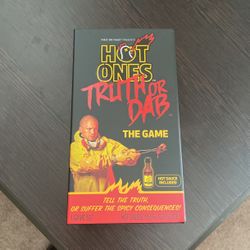 HOT
ONES
TRUTH OR
DAB
THE GAME
HOT SAUCE
INCLUDED!
TELL THE TRUTH,
OR SUFFER THE SPICY CONSEQUENCES!